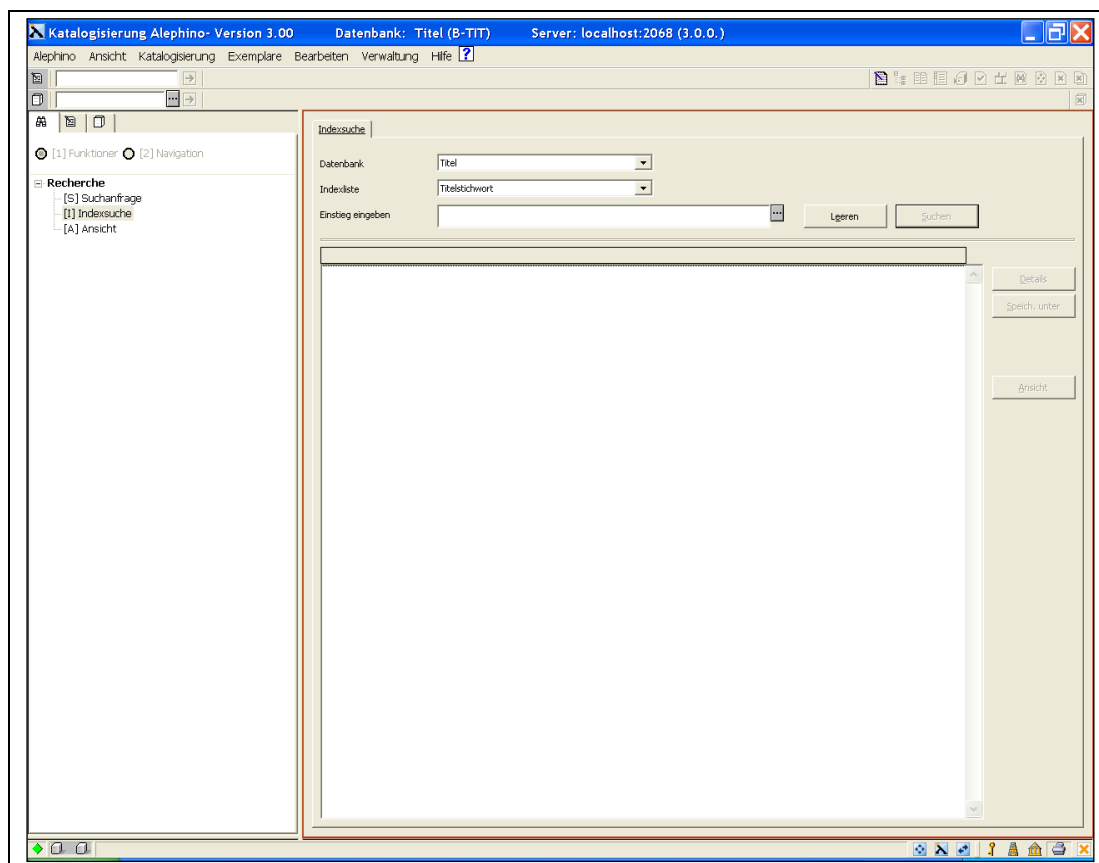 Katalogisierung Alephino- Version 3.00 Datenbank: Titel (B-TIT) Server: localhost:2068 (3.0.0.)
Alephino Ansicht Katalogisierung Exemplare Bearbeiten Verwaltung Hilfe ?
[1] Funktionen [2] Navigation
Recherche
[S] Suchanfrage
[I] Indexsuche
[A] Ansicht
Indexsuche
Datenbank Titel
Indexliste Titelstichwort
Einstieg eingeben ... Leeren Suchen
Details
Speich. unter
Ansicht